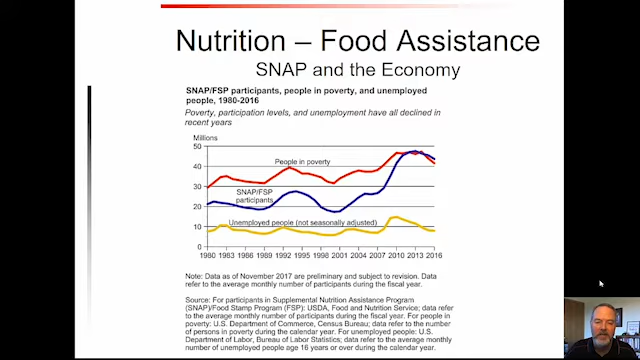 Nutrition – Food Assistance
SNAP and the Economy
SNAP/FSP participants, people in poverty, and unemployed
people, 1980-2016
Poverty, participation levels, and unemployment have all declined in
recent years
Millions
50
40
30
20
10
0
People in poverty
SNAP/FSP
participants
Unemployed people (not seasonally adjusted)
1980 1983 1986 1989 1992 1995 1998 2001 2004 2007 2010 2013 2016
Note: Data as of November 2017 are preliminary and subject to revision. Data
refer to the average monthly number of participants during the fiscal year.
Source: For participants in Supplemental Nutrition Assistance Program
(SNAP)/Food Stamp Program (FSP): USDA, Food and Nutrition Service; data refer
to the average monthly number of participants during the fiscal year. For people in
poverty: U.S. Department of Commerce, Census Bureau; data refer to the number
of persons in poverty during the calendar year. For unemployed people: U.S.
Department of Labor, Bureau of Labor Statistics; data refer to the average monthly
number of unemployed people age 16 years or over during the calendar year.